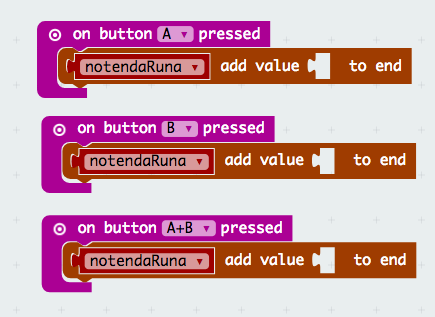 on button A pressed
notendaRuna add value to end
on button B pressed
notendaRuna add value to end
on button A+B pressed
notendaRuna add value to end